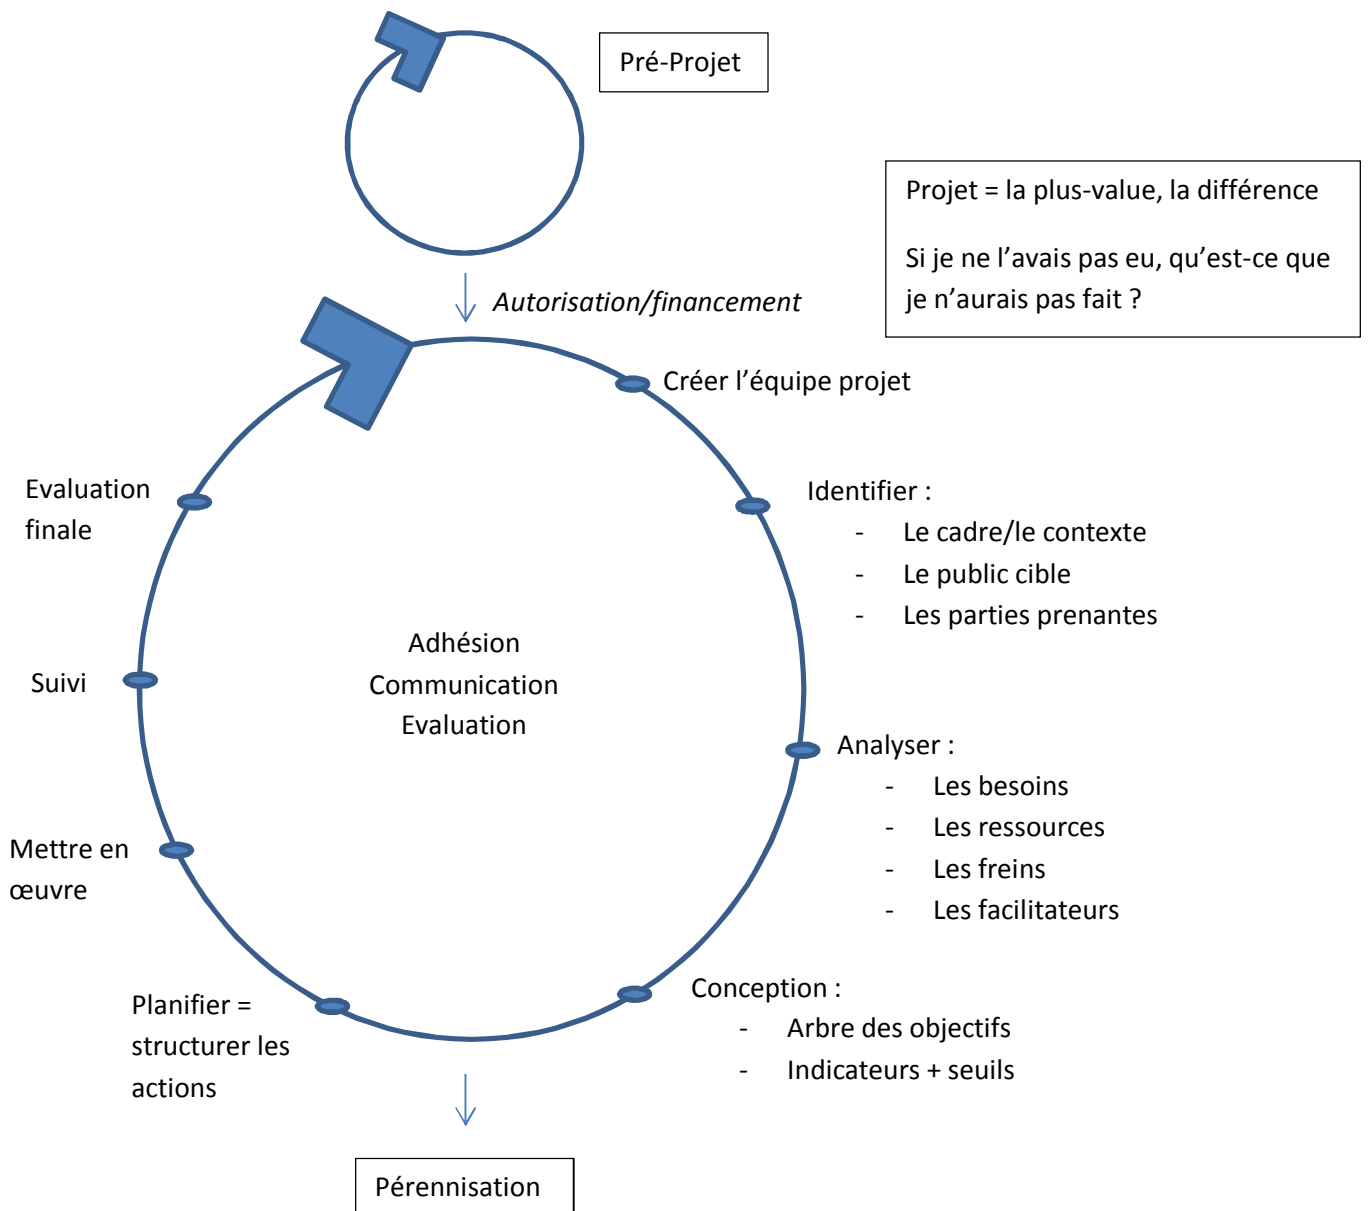 Pré-Projet
Projet = la plus-value, la différence
Si je ne l’avais pas eu, qu’est-ce que
je n’aurais pas fait ?
Autorisation/financement
Créer l’équipe projet
Identifier :
- Le cadre/le contexte
- Le public cible
- Les parties prenantes
Analyser :
- Les besoins
- Les ressources
- Les freins
- Les facilitateurs
Conception :
- Arbre des objectifs
- Indicateurs + seuils
Planifier =
structurer les
actions
Mettre en
œuvre
Suivi
Evaluation
finale
Adhésion
Communication
Evaluation
Pérennisation